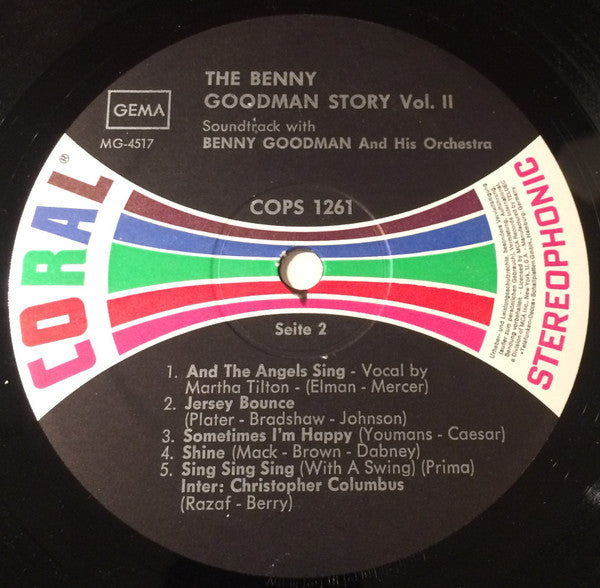 THE BENNY
GOODMAN STORY Vol. II
GEMA
MG-4517
Soundtrack with
BENNY GOODMAN And His Orchestra
COPS 1261
CORAL®
STEREOPHONIC
Seite 2
1. And The Angels Sing - Vocal by
Martha Tilton - (Elman - Mercer)
2. Jersey Bounce
(Plater - Bradshaw - Johnson)
3. Sometimes I'm Happy (Youmans - Caesar)
4. Shine (Mack - Brown - Dabney)
5. Sing Sing Sing (With A Swing) (Prima)
Inter: Christopher Columbus
(Razaf - Berry)